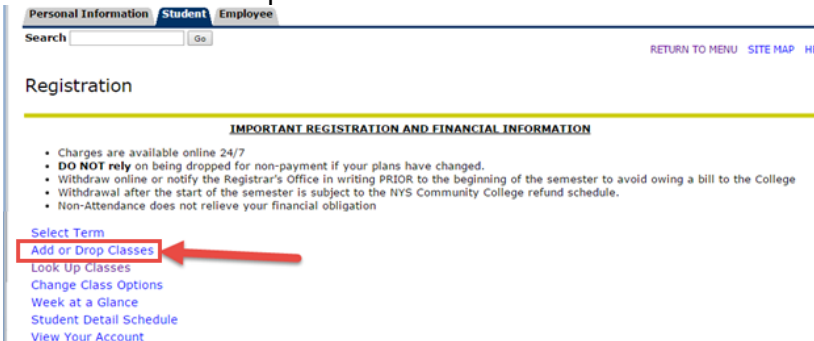 Personal Information Student Employee
Search Go
RETURN TO MENU SITE MAP
Registration
IMPORTANT REGISTRATION AND FINANCIAL INFORMATION
• Charges are available online 24/7
• DO NOT rely on being dropped for non-payment if your plans have changed.
• Withdraw online or notify the Registrar's Office in writing PRIOR to the beginning of the semester to avoid owing a bill to the College
• Withdrawal after the start of the semester is subject to the NYS Community College refund schedule.
• Non-Attendance does not relieve your financial obligation
Select Term
Add or Drop Classes
Look Up Classes
Change Class Options
Week at a Glance
Student Detail Schedule
View Your Account